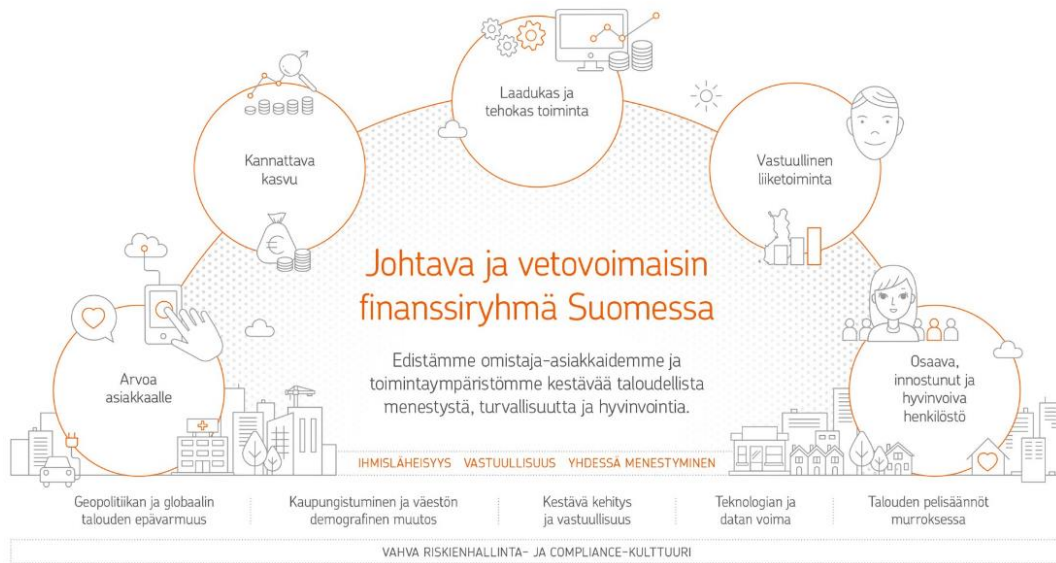 Laadukas ja
tehokas toiminta
Kannattava
kasvu
Vastuullinen
liiketoiminta
Arvoa
asiakkaalle
Osaava,
innostunut ja
hyvinvoiva
henkilöstö
Johtava ja vetovoimaisin
finanssiryhmä Suomessa
Edistämme omistaja-asiakkaidemme ja
toimintaympäristömme kestävää taloudellista
menestystä, turvallisuutta ja hyvinvointia.
IHMISLÄHEISYYS VASTUULLISUUS YHDESSÄ MENESTYMINEN
Geopolitiikan ja globaalin
talouden epävarmuus
Kaupungistuminen ja väestön
demografinen muutos
Kestävä kehitys
ja vastuullisuus
Teknologian ja
datan voima
Talouden pelisäännöt
murroksessa
VAHVA RISKIENHALLINTA- JA COMPLIANCE-KULTTUURI